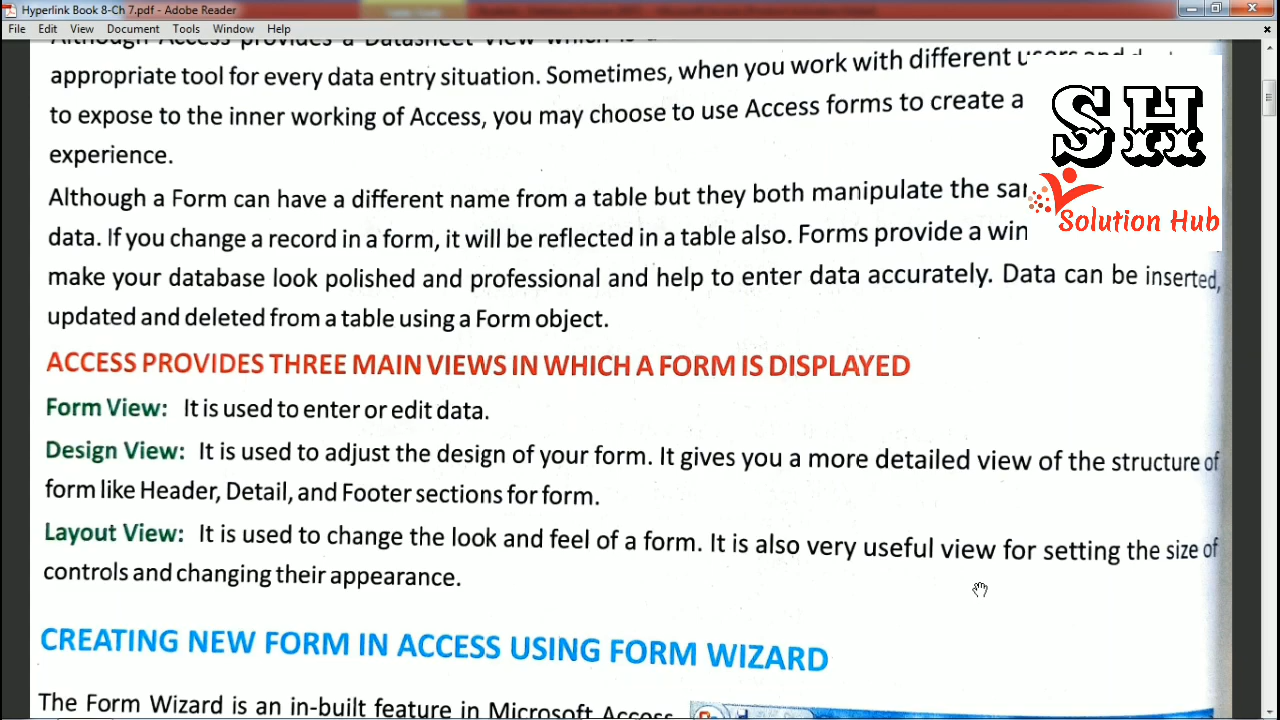 Hyperlink Book 8-Ch 7.pdf - Adobe Reader
File Edit View Document Tools Window Help
Although Access provides a Datasheet View which is a
appropriate tool for every data entry situation. Sometimes, when you work with different users and
to expose to the inner working of Access, you may choose to use Access forms to create a
experience.
SH
Solution Hub
Although a Form can have a different name from a table but they both manipulate the
data. If you change a record in a form, it will be reflected in a table also. Forms provide a
make your database look polished and professional and help to enter data accurately. Data can be inserted,
updated and deleted from a table using a Form object.
ACCESS PROVIDES THREE MAIN VIEWS IN WHICH A FORM IS DISPLAYED
Form View: It is used to enter or edit data.
Design View: It is used to adjust the design of your form. It gives you a more detailed view of the structure of
form like Header, Detail, and Footer sections for form.
Layout View: It is used to change the look and feel of a form. It is also very useful view for setting the size of
controls and changing their appearance.
CREATING NEW FORM IN ACCESS USING FORM WIZARD
The Form Wizard is an in-built feature in Microsoft Access